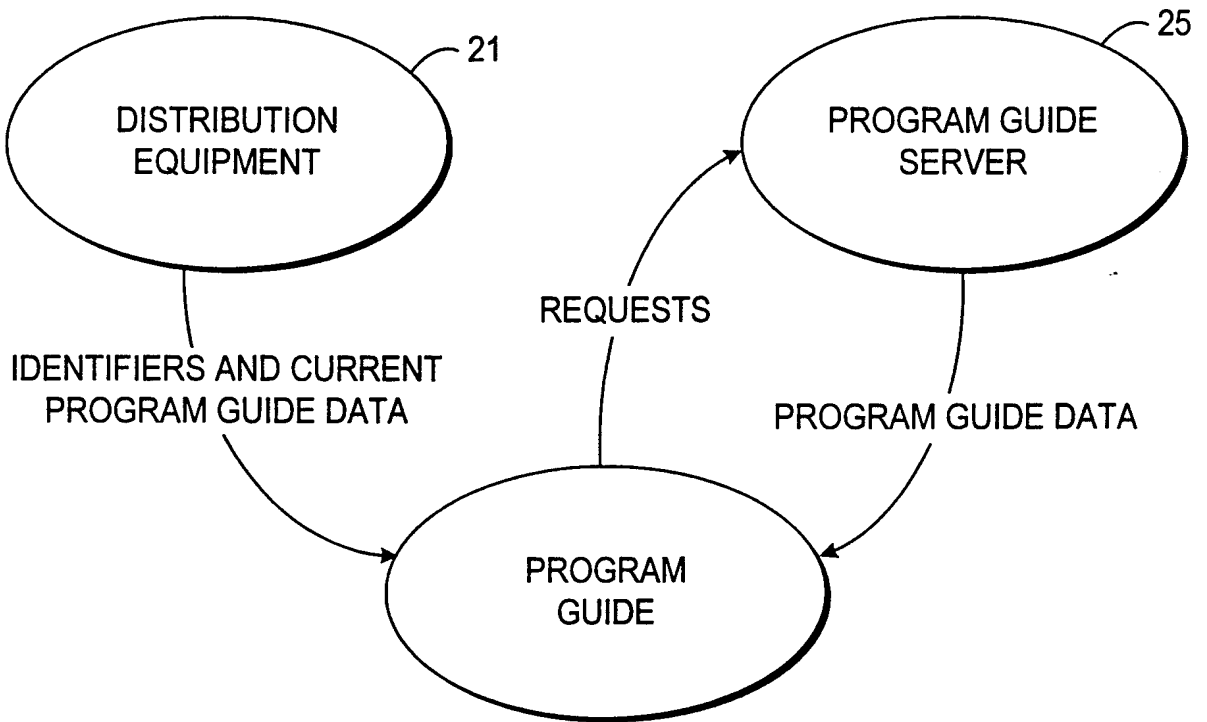 21
25
DISTRIBUTION
EQUIPMENT
PROGRAM GUIDE
SERVER
REQUESTS
IDENTIFIERS AND CURRENT
PROGRAM GUIDE DATA
PROGRAM GUIDE DATA
PROGRAM
GUIDE